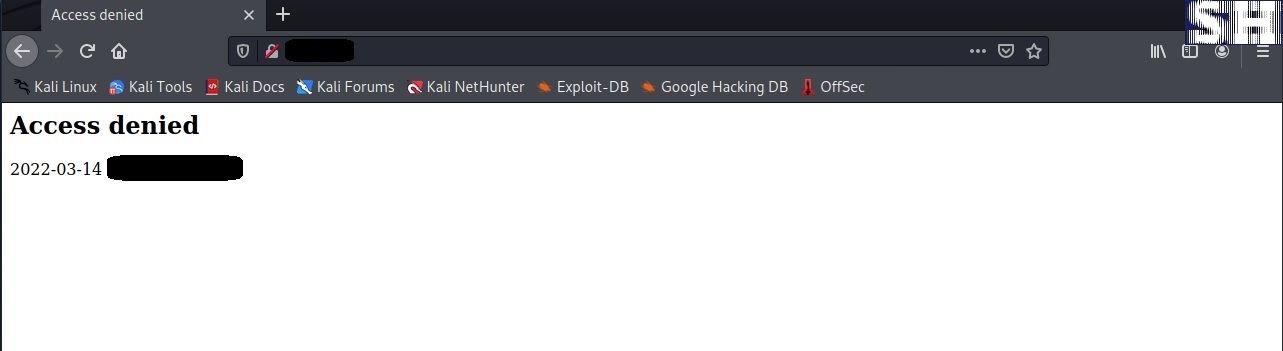 Access denied
SH
Kali Linux Kali Tools Kali Docs Kali Forums Kali NetHunter Exploit-DB Google Hacking DB OffSec
Access denied
2022-03-14